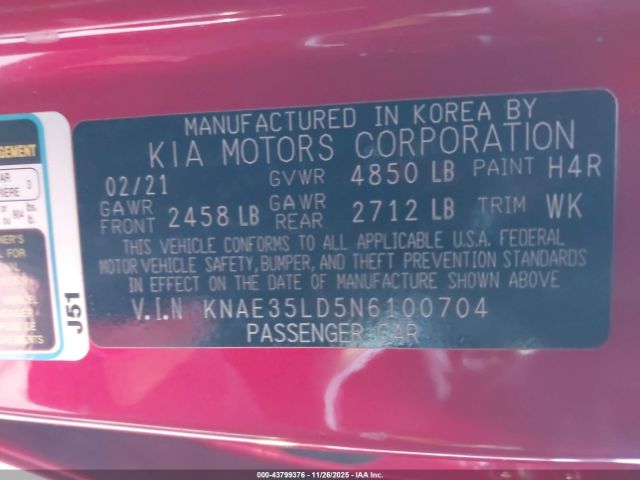 MANUFACTURED IN KOREA BY
KIA MOTORS CORPORATION
02/21 GVWR 4850 LB PAINT H4R
GAWR FRONT 2458 LB GAWR REAR 2712 LB TRIM WK
THIS VEHICLE CONFORMS TO ALL APPLICABLE U.S.A. FEDERAL
MOTOR VEHICLE SAFETY, BUMPER, AND THEFT PREVENTION STANDARDS
IN EFFECT ON THE DATE OF MANUFACTURE SHOWN ABOVE
V.I.N KNAE35LD5N6100704
PASSENGER CAR
J51
000-43799376 - 11/26/2025 - IAA, Inc.